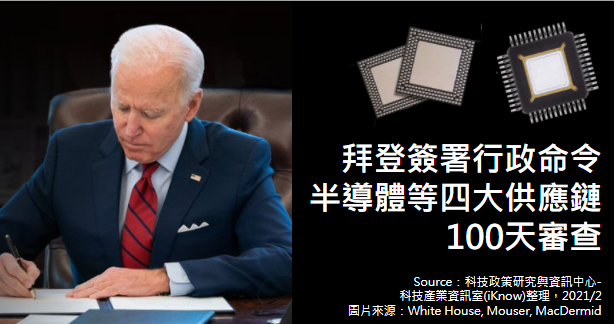 拜登簽署行政命令
半導體等四大供應鏈
100天審查
Source：科技政策研究與資訊中心-
科技產業資訊室(iKnow)整理，2021/2
圖片來源：White House, Mouser, MacDermid